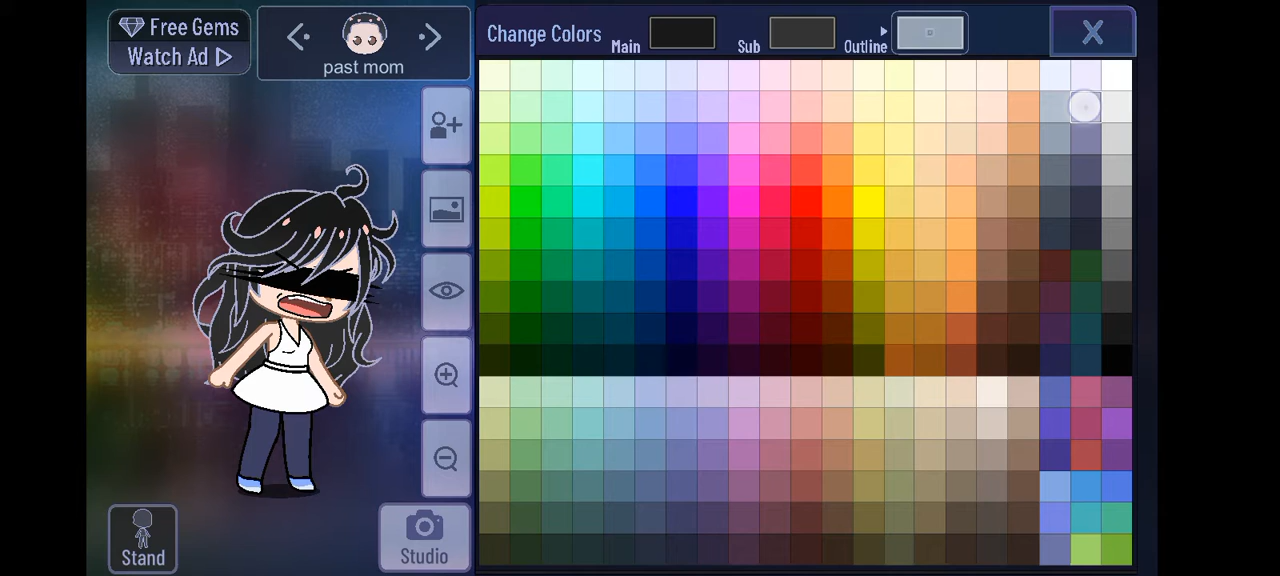 Free Gems
Watch Ad
past mom
Change Colors
Main
Sub
Outline
X
Stand
Studio